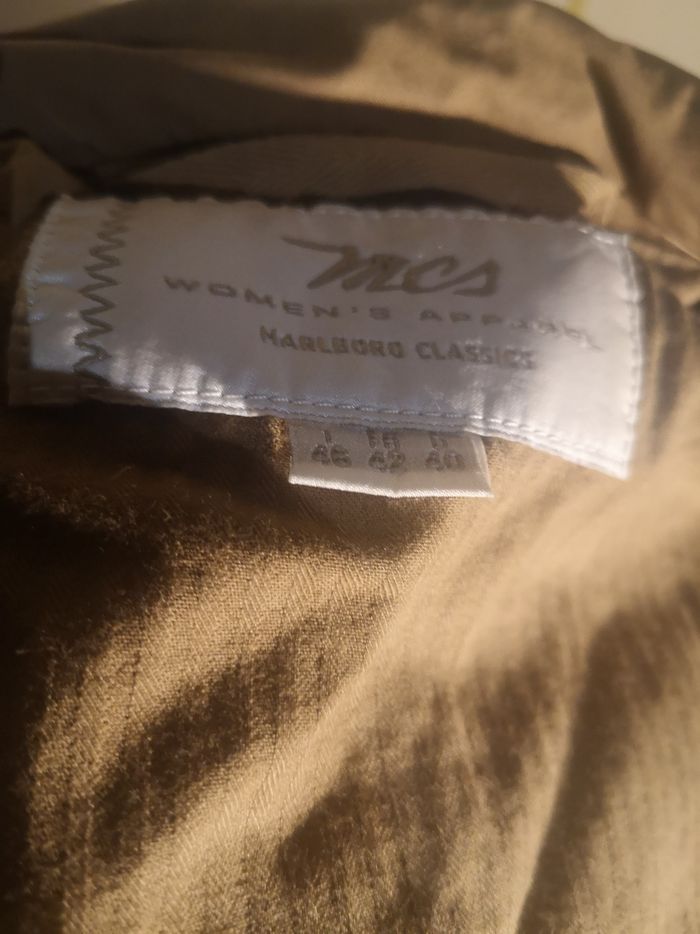 mcs
WOMEN'S APPAREL
MARLBORO CLASSICS
I FR D
46 42 40